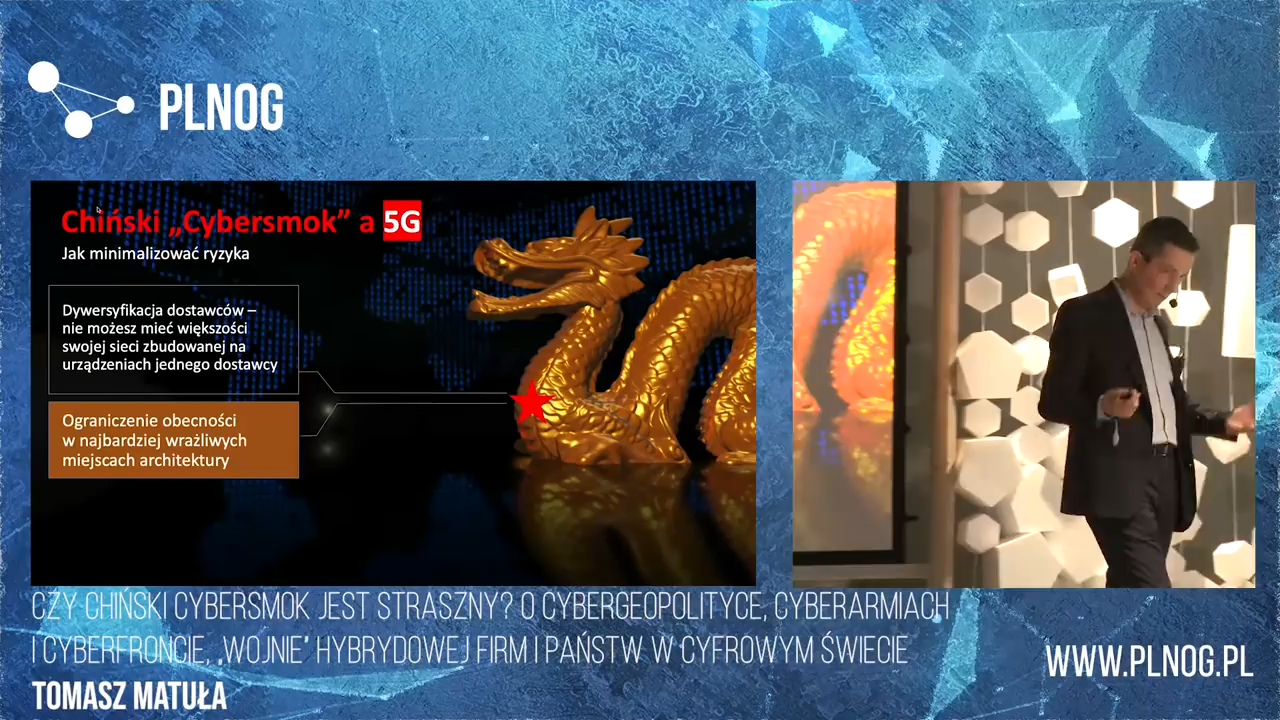 PLNOG
Chiński „Cybersmok” a 5G
Jak minimalizować ryzyka
Dywersyfikacja dostawców –
nie możesz mieć większości
swojej sieci zbudowanej na
urządzeniach jednego dostawcy
Ograniczenie obecności
w najbardziej wrażliwych
miejscach architektury
CZY CHIŃSKI CYBERSMOK JEST STRASZNY? O CYBERGEOPOLITYCE, CYBERARMIACH
I CYBERFRONCIE, „WOJNIE” HYBRYDOWEJ FIRM I PAŃSTW W CYFROWYM ŚWIECIE
TOMASZ MATUŁA
WWW.PLNOG.PL